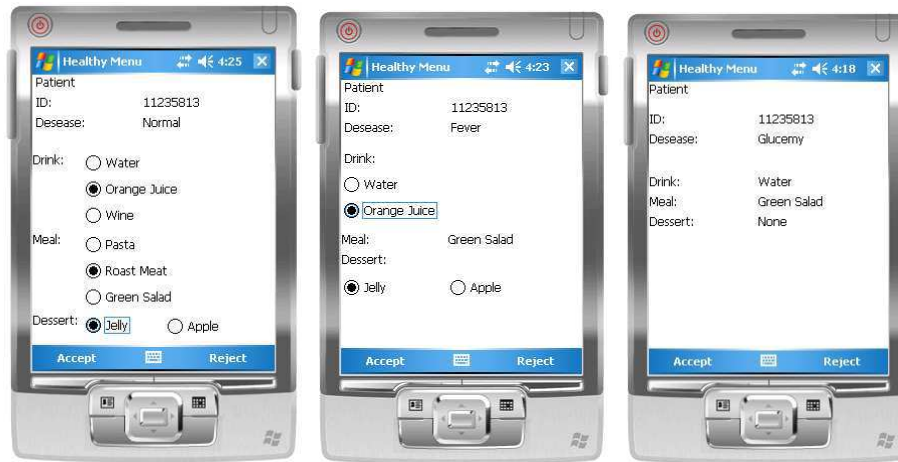 Healthy Menu 4:25
Patient
ID: 11235813
Desease: Normal
Drink: Water
Orange Juice
Wine
Meal: Pasta
Roast Meat
Green Salad
Dessert: Jelly Apple
Accept Reject
Healthy Menu 4:23
Patient
ID: 11235813
Desease: Fever
Drink:
Water
Orange Juice
Meal: Green Salad
Dessert:
Jelly Apple
Accept Reject
Healthy Menu 4:18
Patient
ID: 11235813
Desease: Glucemy
Drink: Water
Meal: Green Salad
Dessert: None
Accept Reject